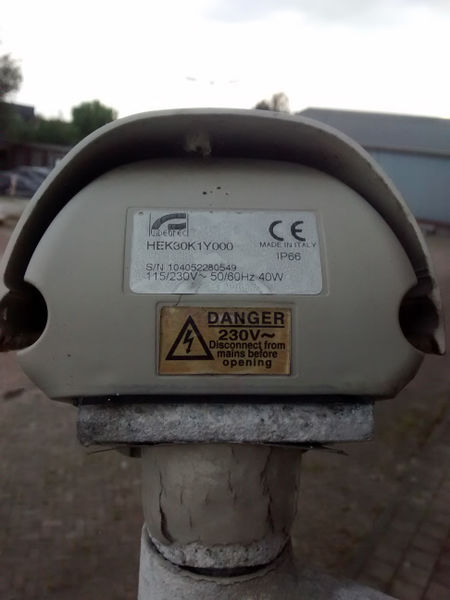 VIDEOTEC
HEK30K1Y000
CE
MADE IN ITALY
IP66
S/N 104052280549
115/230V~ 50/60Hz 40W
DANGER
230V~
Disconnect from
mains before
opening